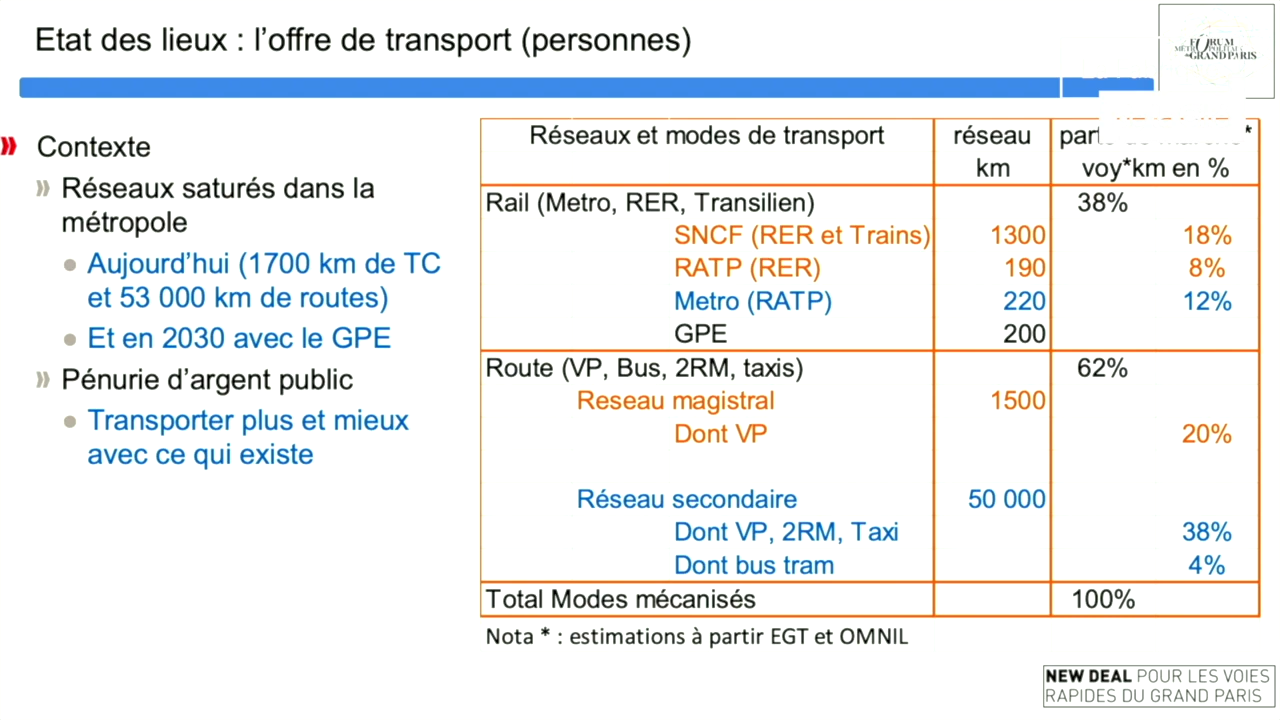 Etat des lieux : l'offre de transport (personnes)
FORUM
MÉTROPOLITAIN
du GRAND PARIS
Contexte
Réseaux saturés dans la
métropole
Aujourd'hui (1700 km de TC
et 53 000 km de routes)
Et en 2030 avec le GPE
Pénurie d'argent public
Transporter plus et mieux
avec ce qui existe
Réseaux et modes de transport réseau *
km voy*km en %
Rail (Metro, RER, Transilien) 38%
SNCF (RER et Trains) 1300 18%
RATP (RER) 190 8%
Metro (RATP) 220 12%
GPE 200
Route (VP, Bus, 2RM, taxis) 62%
Reseau magistral 1500
Dont VP 20%
Réseau secondaire 50 000
Dont VP, 2RM, Taxi 38%
Dont bus tram 4%
Total Modes mécanisés 100%
Nota * : estimations à partir EGT et OMNIL
NEW DEAL POUR LES VOIES
RAPIDES DU GRAND PARIS